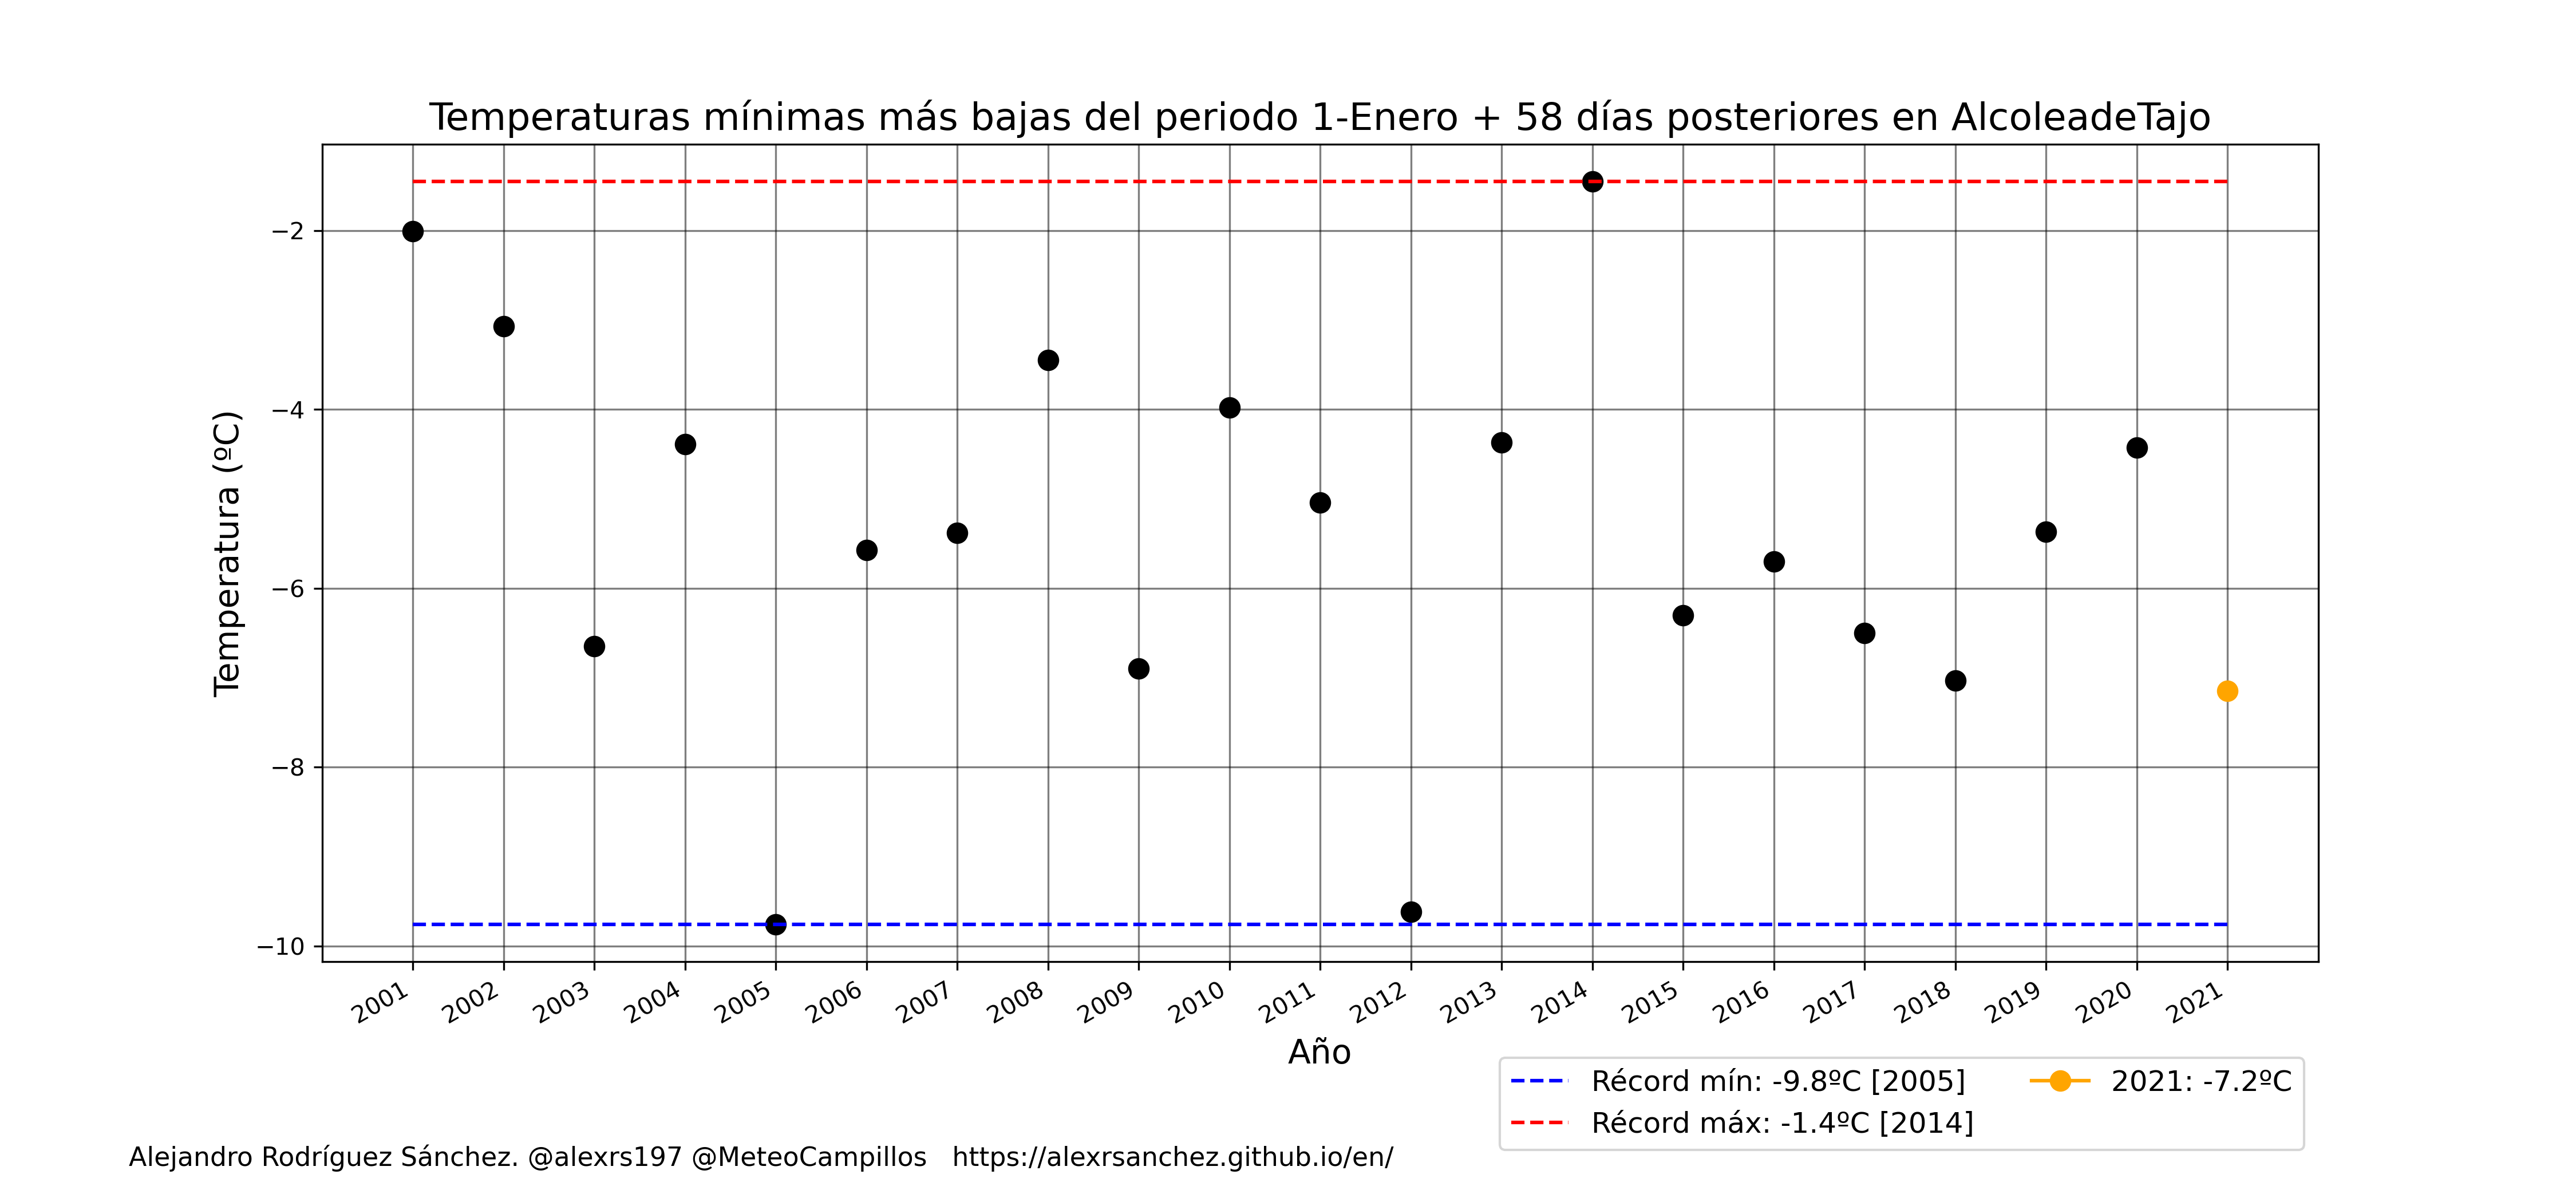 Temperaturas mínimas más bajas del periodo 1-Enero + 58 días posteriores en AlcoleadeTajo
Temperatura (ºC)
−2
−4
−6
−8
−10
2001 2002 2003 2004 2005 2006 2007 2008 2009 2010 2011 2012 2013 2014 2015 2016 2017 2018 2019 2020 2021
Año
Récord mín: -9.8ºC [2005]
Récord máx: -1.4ºC [2014]
2021: -7.2ºC
Alejandro Rodríguez Sánchez. @alexrs197 @MeteoCampillos https://alexrsanchez.github.io/en/